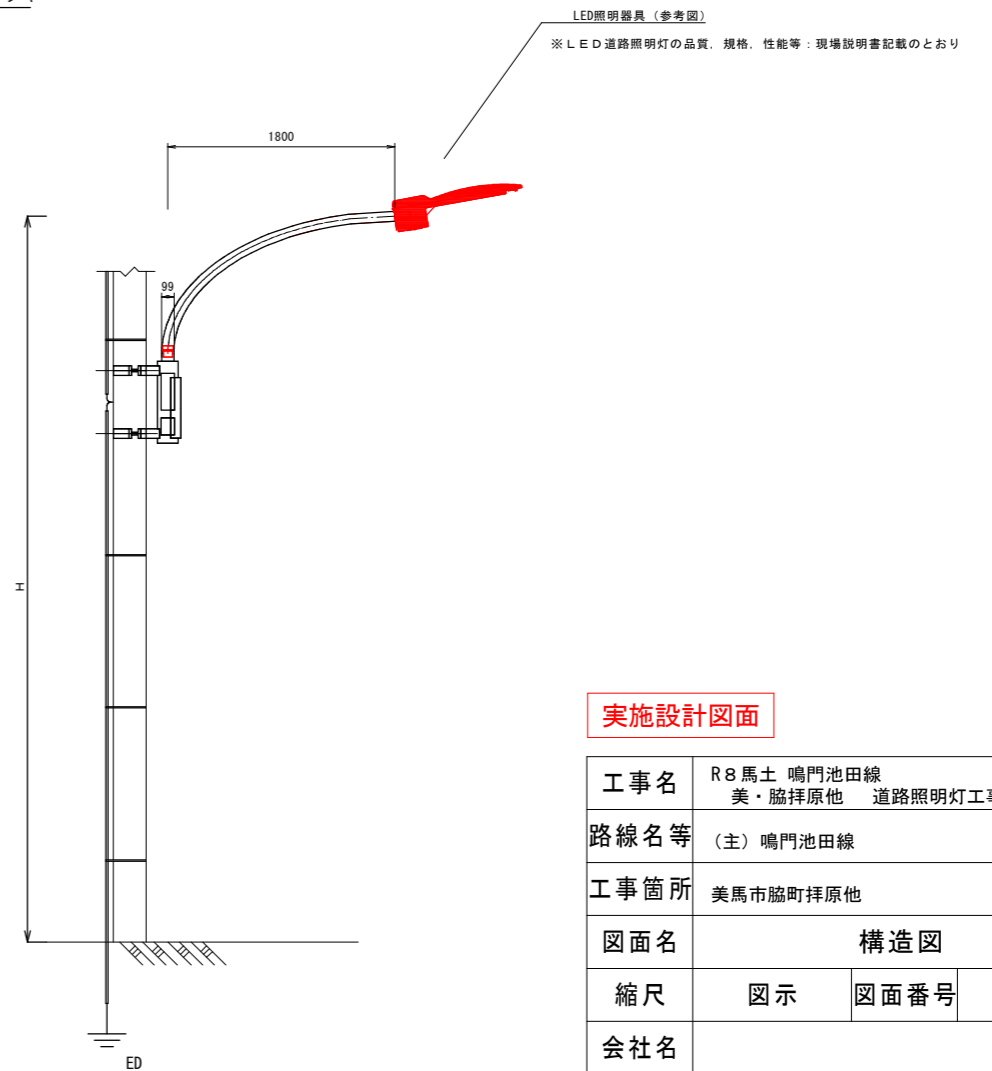 LED照明器具（参考図）
※ＬＥＤ道路照明灯の品質，規格，性能等：現場説明書記載のとおり
1800
99
H
ED
実施設計図面
工事名
R８馬土 鳴門池田線
美・脇拝原他　道路照明灯工事
路線名等
（主）鳴門池田線
工事箇所
美馬市脇町拝原他
図面名
構造図
縮尺
図示
図面番号
会社名